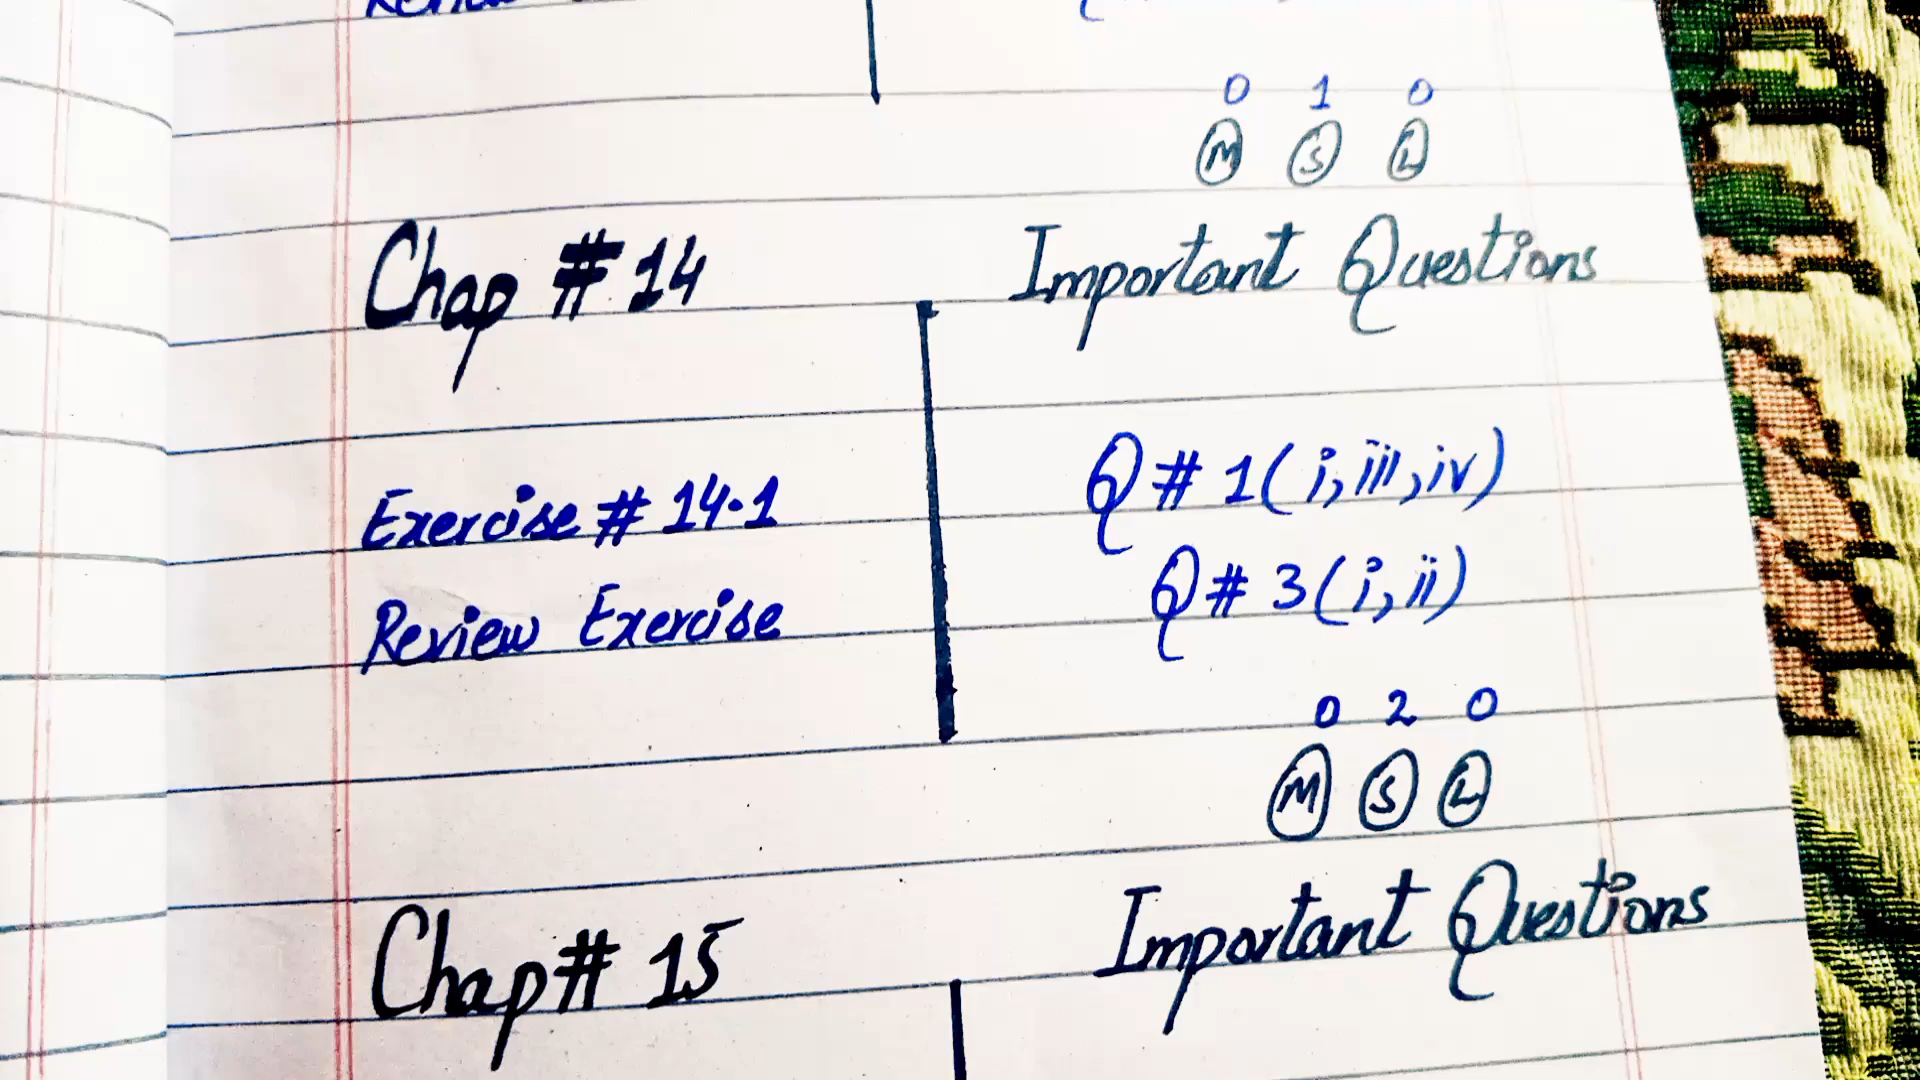 Review
0 1 0
M S L
Chap # 14 Important Questions
Exercise # 14.1 Q # 1 (i, iii, iv)
Review Exercise Q # 3 (i, ii)
0 2 0
M S L
Chap # 15 Important Questions